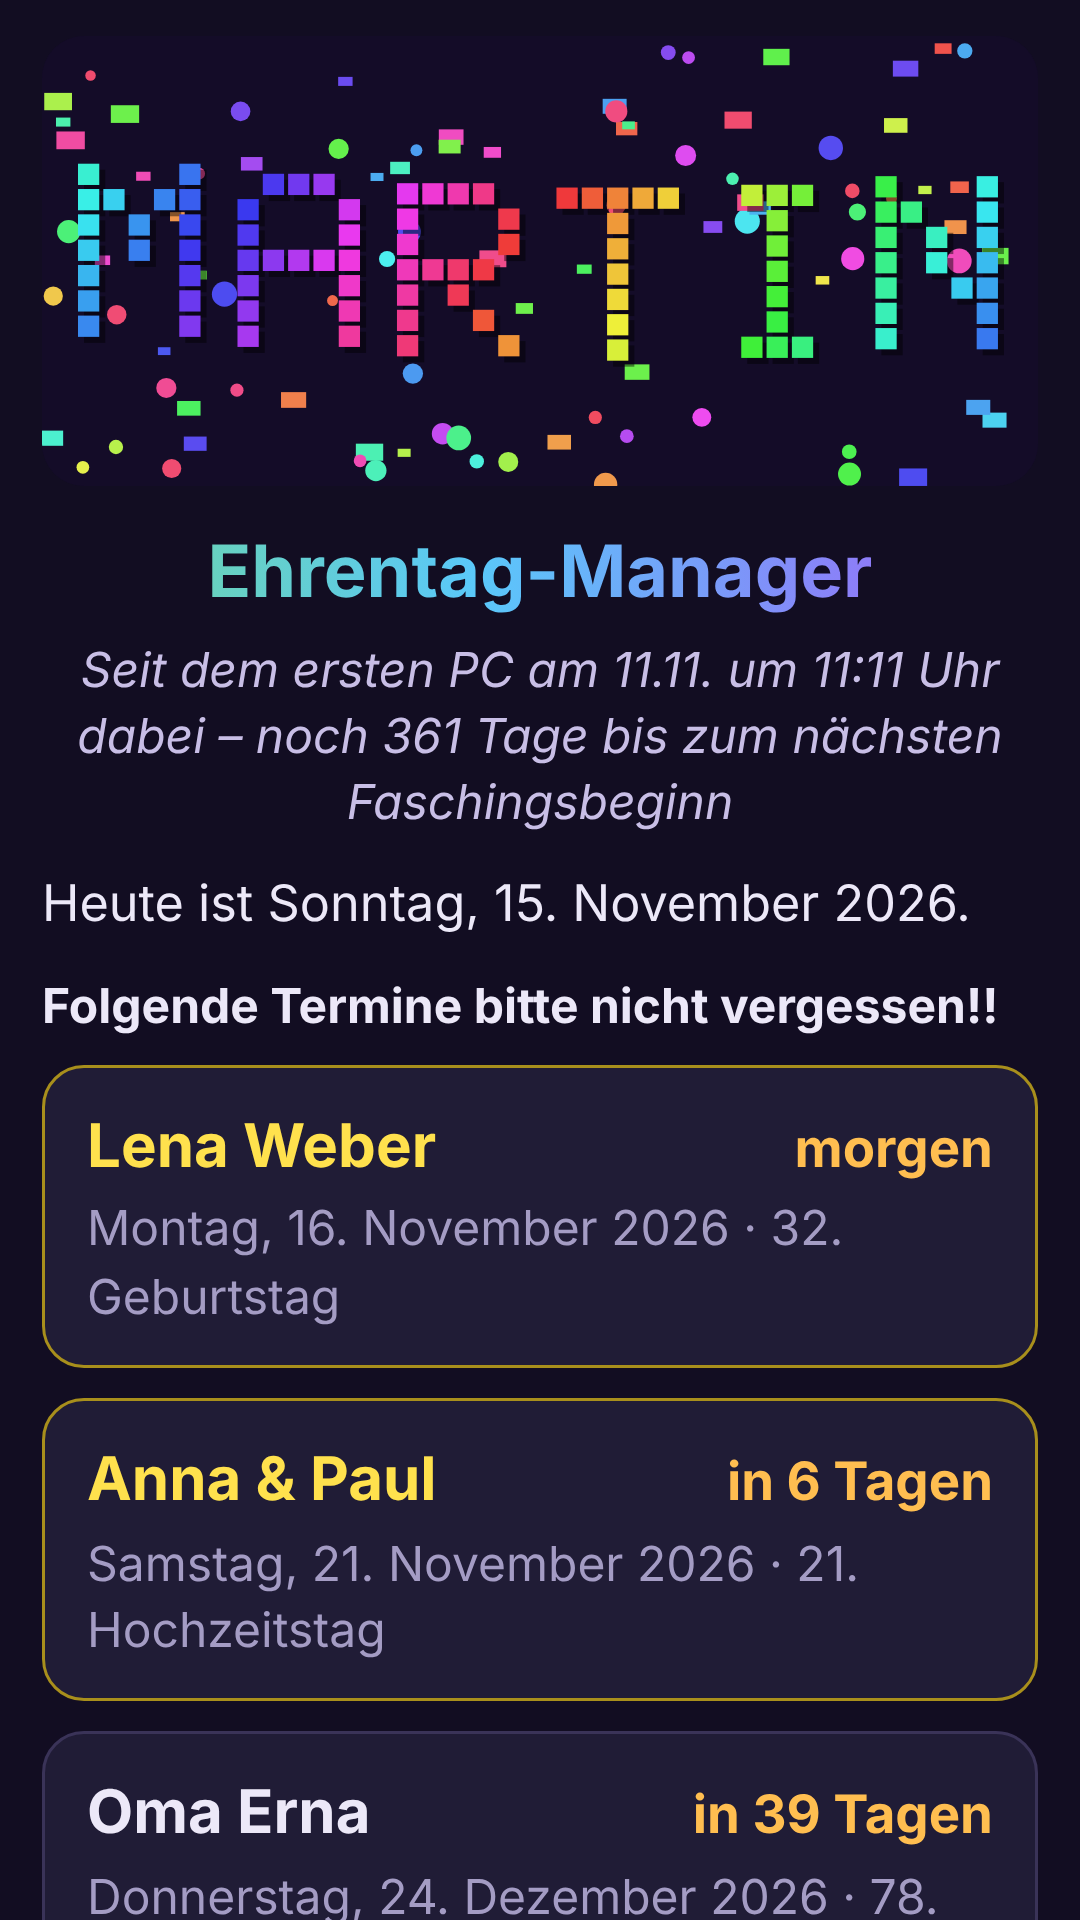 MARTIN
Ehrentag-Manager
Seit dem ersten PC am 11.11. um 11:11 Uhr
dabei – noch 361 Tage bis zum nächsten
Faschingsbeginn
Heute ist Sonntag, 15. November 2026.
Folgende Termine bitte nicht vergessen!!
Lena Weber
morgen
Montag, 16. November 2026 · 32.
Geburtstag
Anna & Paul
in 6 Tagen
Samstag, 21. November 2026 · 21.
Hochzeitstag
Oma Erna
in 39 Tagen
Donnerstag, 24. Dezember 2026 · 78.